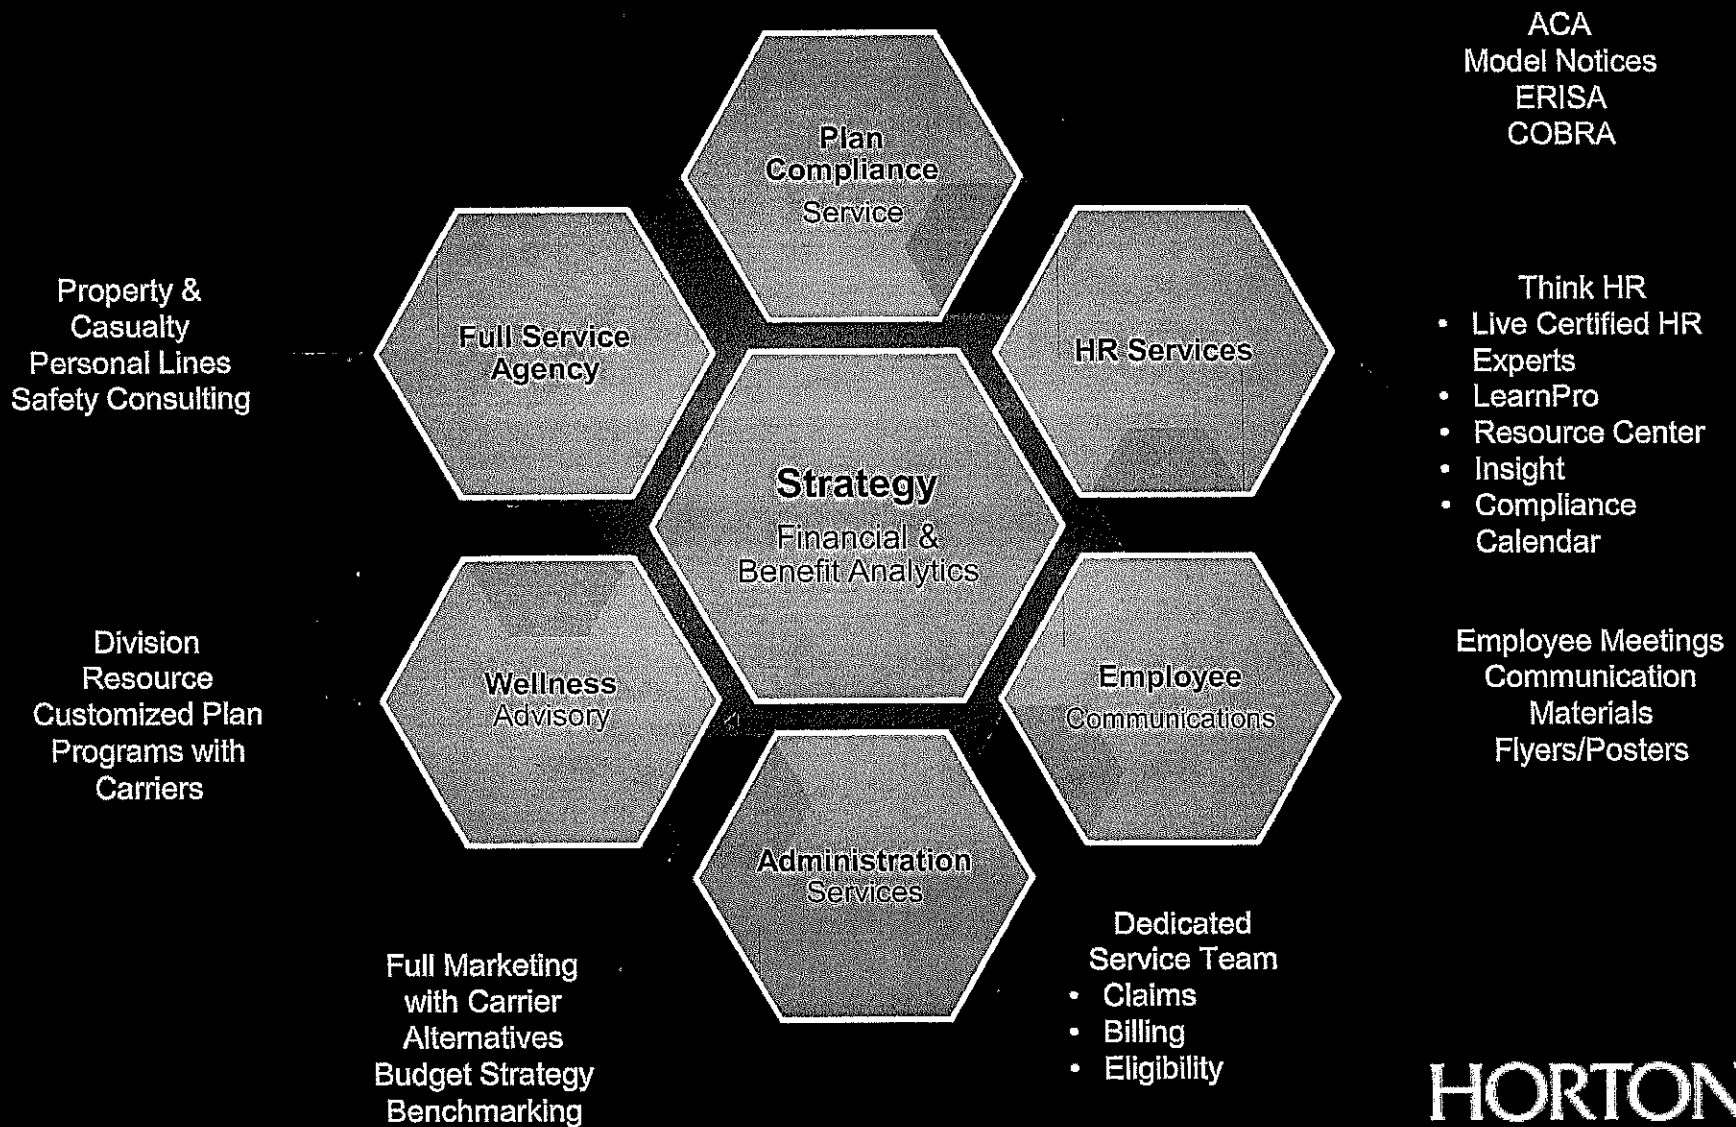 ACA
Model Notices
ERISA
COBRA
Plan
Compliance
Service
Property &
Casualty
Personal Lines
Safety Consulting
Full Service
Agency
HR Services
Think HR
• Live Certified HR
Experts
• LearnPro
• Resource Center
• Insight
• Compliance
Calendar
Strategy
Financial &
Benefit Analytics
Division
Resource
Customized Plan
Programs with
Carriers
Wellness
Advisory
Employee
Communications
Employee Meetings
Communication
Materials
Flyers/Posters
Administration
Services
Full Marketing
with Carrier
Alternatives
Budget Strategy
Benchmarking
Dedicated
Service Team
• Claims
• Billing
• Eligibility
HORTON